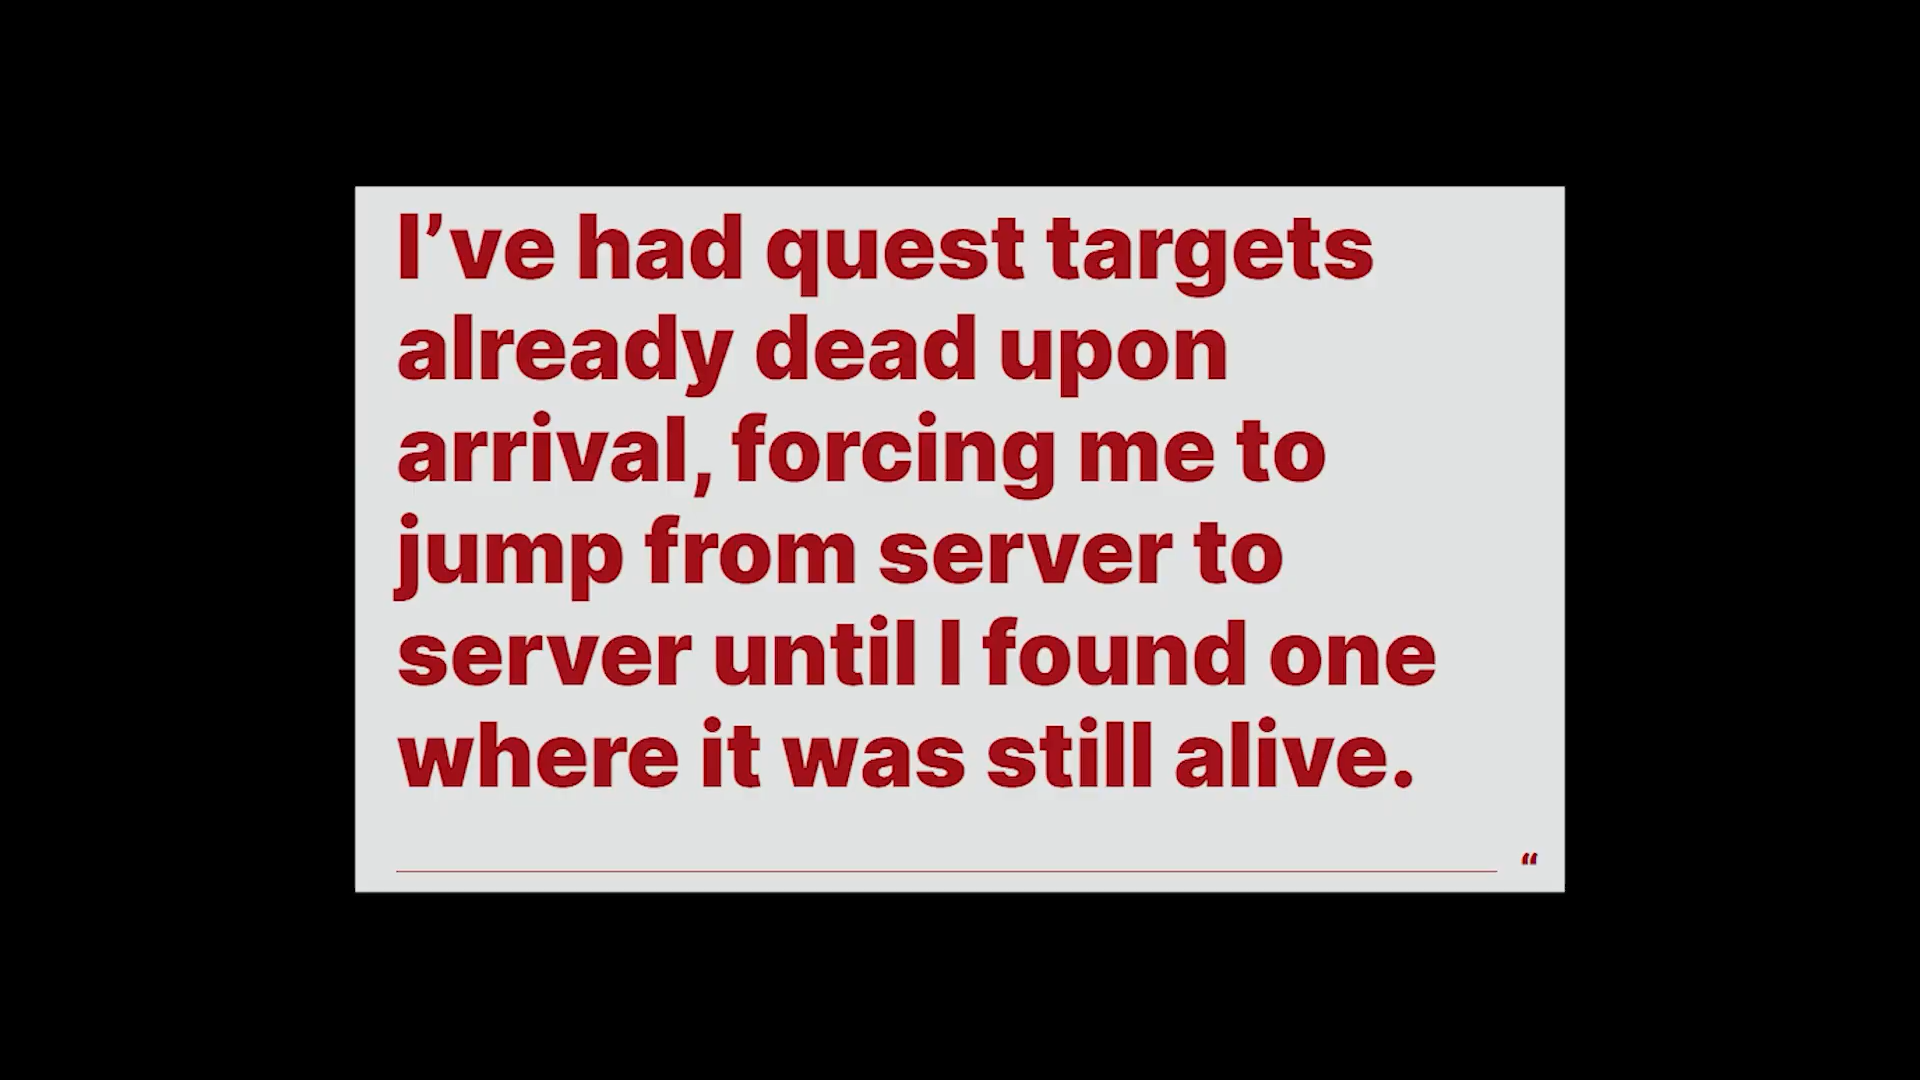 I’ve had quest targets
already dead upon
arrival, forcing me to
jump from server to
server until I found one
where it was still alive.
“